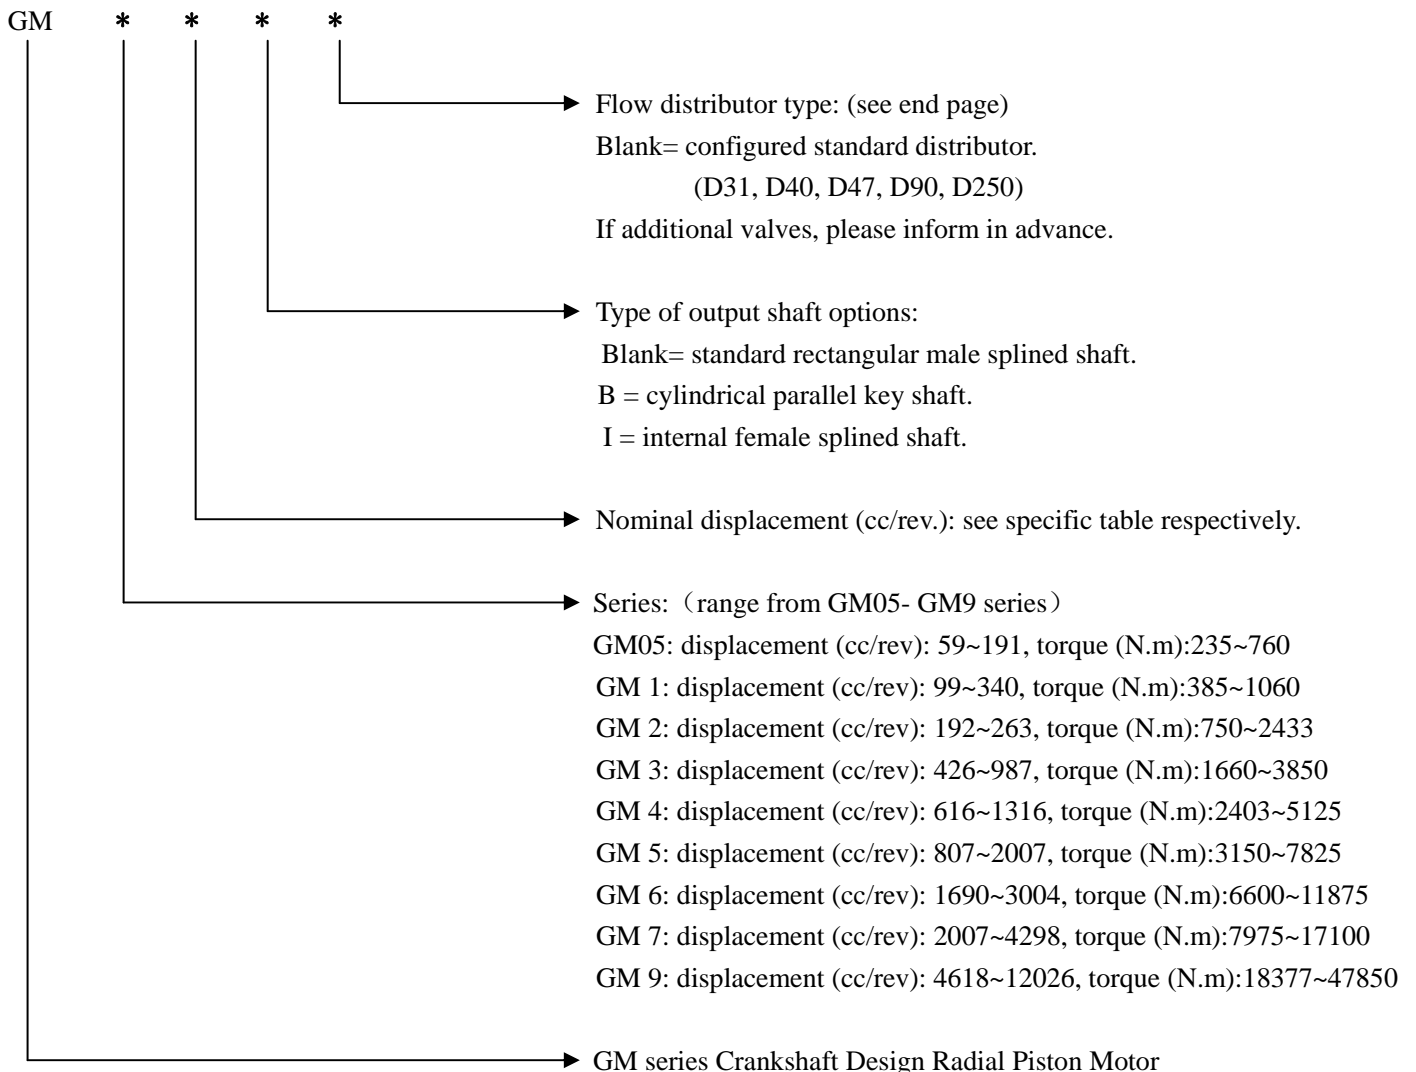 GM * * * *
Flow distributor type: (see end page)
Blank= configured standard distributor.
(D31, D40, D47, D90, D250)
If additional valves, please inform in advance.
Type of output shaft options:
Blank= standard rectangular male splined shaft.
B = cylindrical parallel key shaft.
I = internal female splined shaft.
Nominal displacement (cc/rev.): see specific table respectively.
Series:（range from GM05- GM9 series）
GM05: displacement (cc/rev): 59~191, torque (N.m):235~760
GM 1: displacement (cc/rev): 99~340, torque (N.m):385~1060
GM 2: displacement (cc/rev): 192~263, torque (N.m):750~2433
GM 3: displacement (cc/rev): 426~987, torque (N.m):1660~3850
GM 4: displacement (cc/rev): 616~1316, torque (N.m):2403~5125
GM 5: displacement (cc/rev): 807~2007, torque (N.m):3150~7825
GM 6: displacement (cc/rev): 1690~3004, torque (N.m):6600~11875
GM 7: displacement (cc/rev): 2007~4298, torque (N.m):7975~17100
GM 9: displacement (cc/rev): 4618~12026, torque (N.m):18377~47850
GM series Crankshaft Design Radial Piston Motor